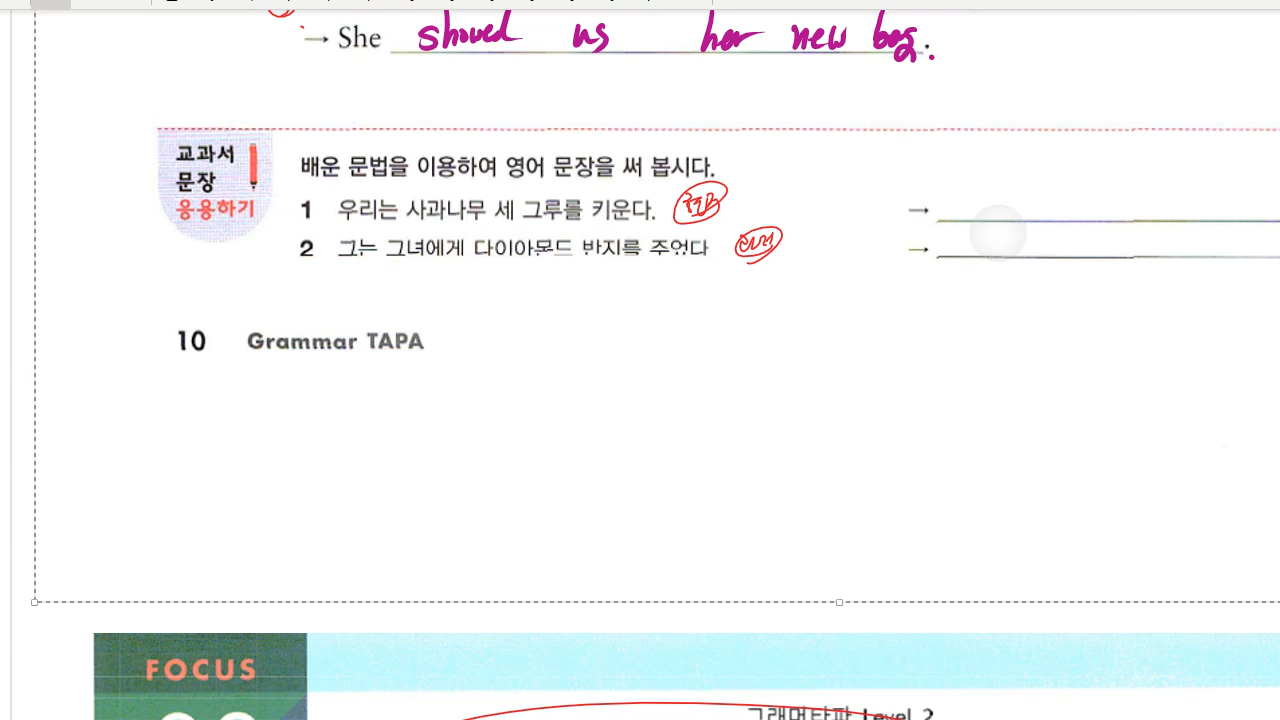 → She showed us her new bag.
교과서
문장
응용하기
배운 문법을 이용하여 영어 문장을 써 봅시다.
1 우리는 사과나무 세 그루를 키운다. →
2 그는 그녀에게 다이아몬드 반지를 주었다 →
10 Grammar TAPA
FOCUS
그래머타파 Level 2